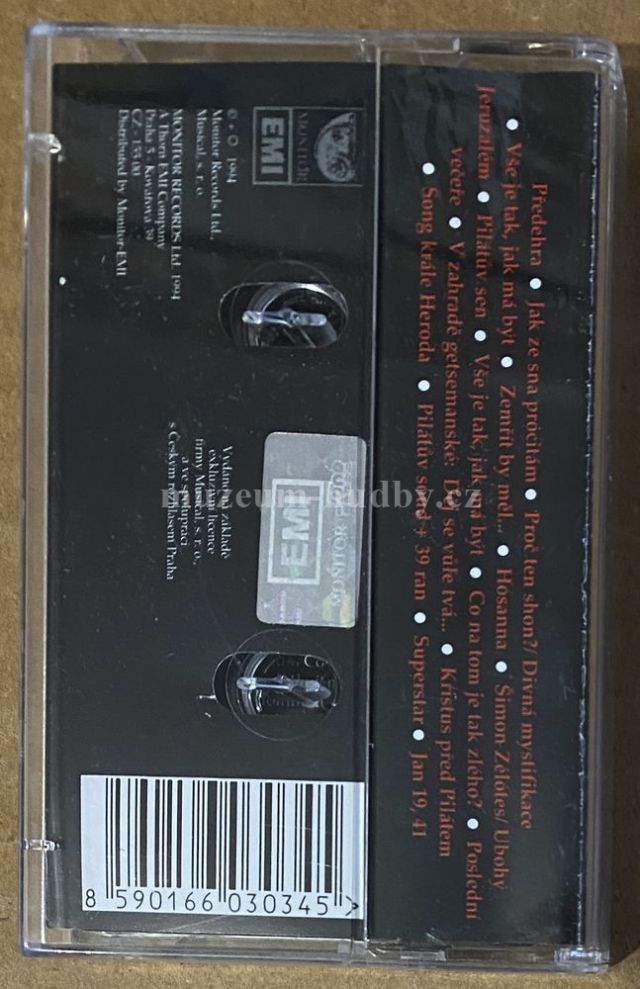 Předehra ● Jak ze sna procitám ● Proč ten shon?/ Divná mystifikace
● Vše je tak, jak má být ● Zemřít by měl... ● Hosanna ● Šimon Zélótes/ Ubohý
Jeruzalém ● Pilátův sen ● Vše je tak, jak má být ● Co na tom je tak zlého? ● Poslední
večeře ● V zahradě getsemanské: Dej se vůle tvá... ● Kristus před Pilátem
● Song krále Heroda ● Pilátův soud + 39 ran ● Superstar ● Jan 19, 41
MONITOR
EMI
1994
Monitor Records Ltd.,
Musical, s. r. o.
MONITOR RECORDS Ltd. 1994
A Thorn EMI Company
Praha 5 - Kovářova 39
CZ - 155 00
Distributed by Monitor-EMI
EMI
MONITOR
Vydáno na základě
exkluzivní licence
firmy Musical, s. r. o.
a ve spolupráci
s Českým rozhlasem Praha
muzeum-hudby.cz
8 590166 030345 >